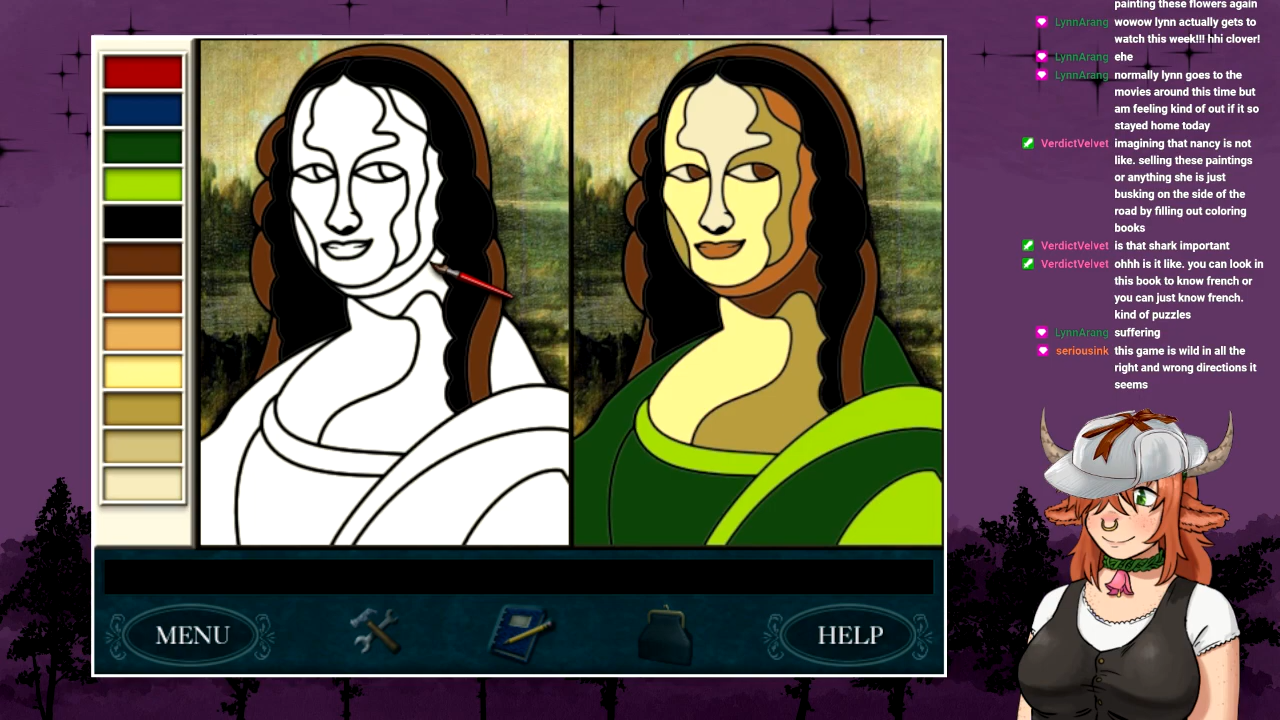 painting these flowers again
LynnArang wowow lynn actually gets to
watch this week!!! hhi clover!
LynnArang ehe
LynnArang normally lynn goes to the
movies around this time but
am feeling kind of out if it so
stayed home today
VerdictVelvet imagining that nancy is not
like. selling these paintings
or anything she is just
busking on the side of the
road by filling out coloring
books
VerdictVelvet is that shark important
VerdictVelvet ohhh is it like. you can look in
this book to know french or
you can just know french.
kind of puzzles
LynnArang suffering
seriousink this game is wild in all the
right and wrong directions it
seems
MENU
HELP